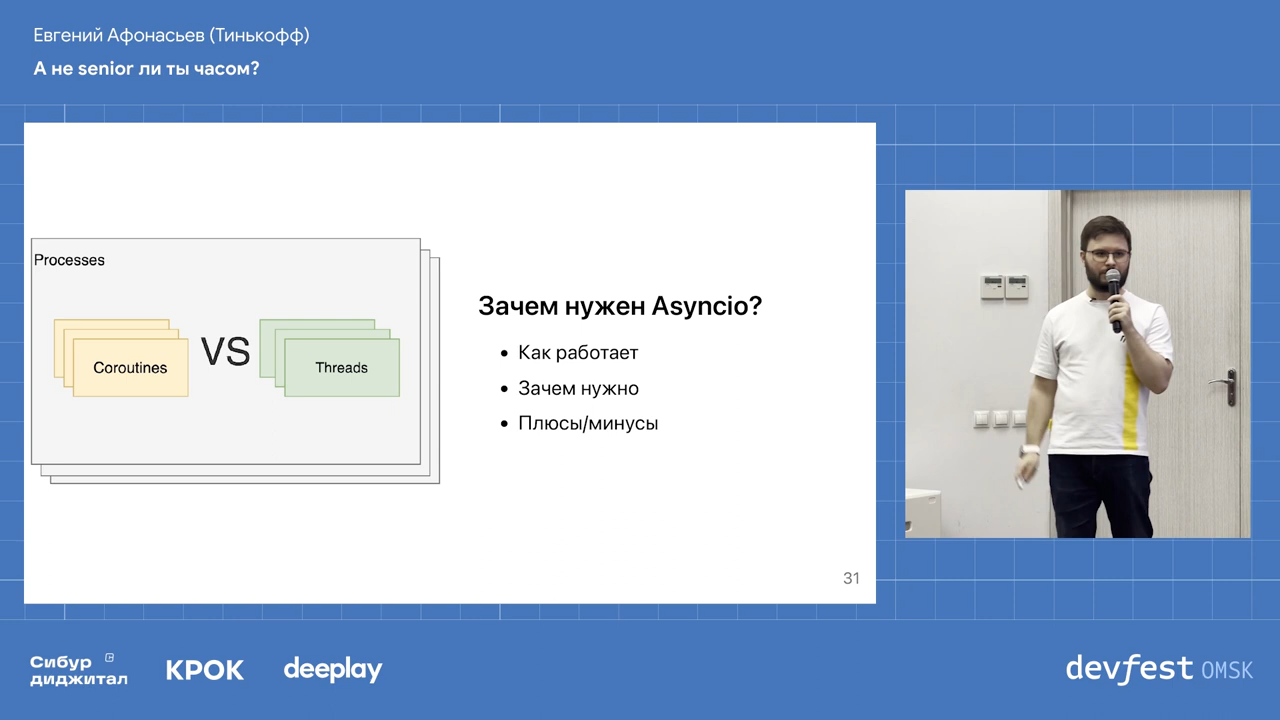 Евгений Афонасьев (Тинькофф)
А не senior ли ты часом?
Processes
Coroutines
VS
Threads
Зачем нужен Asyncio?
• Как работает
• Зачем нужно
• Плюсы/минусы
31
Сибур
диджитал
КРОК
deeplay
devfest OMSK